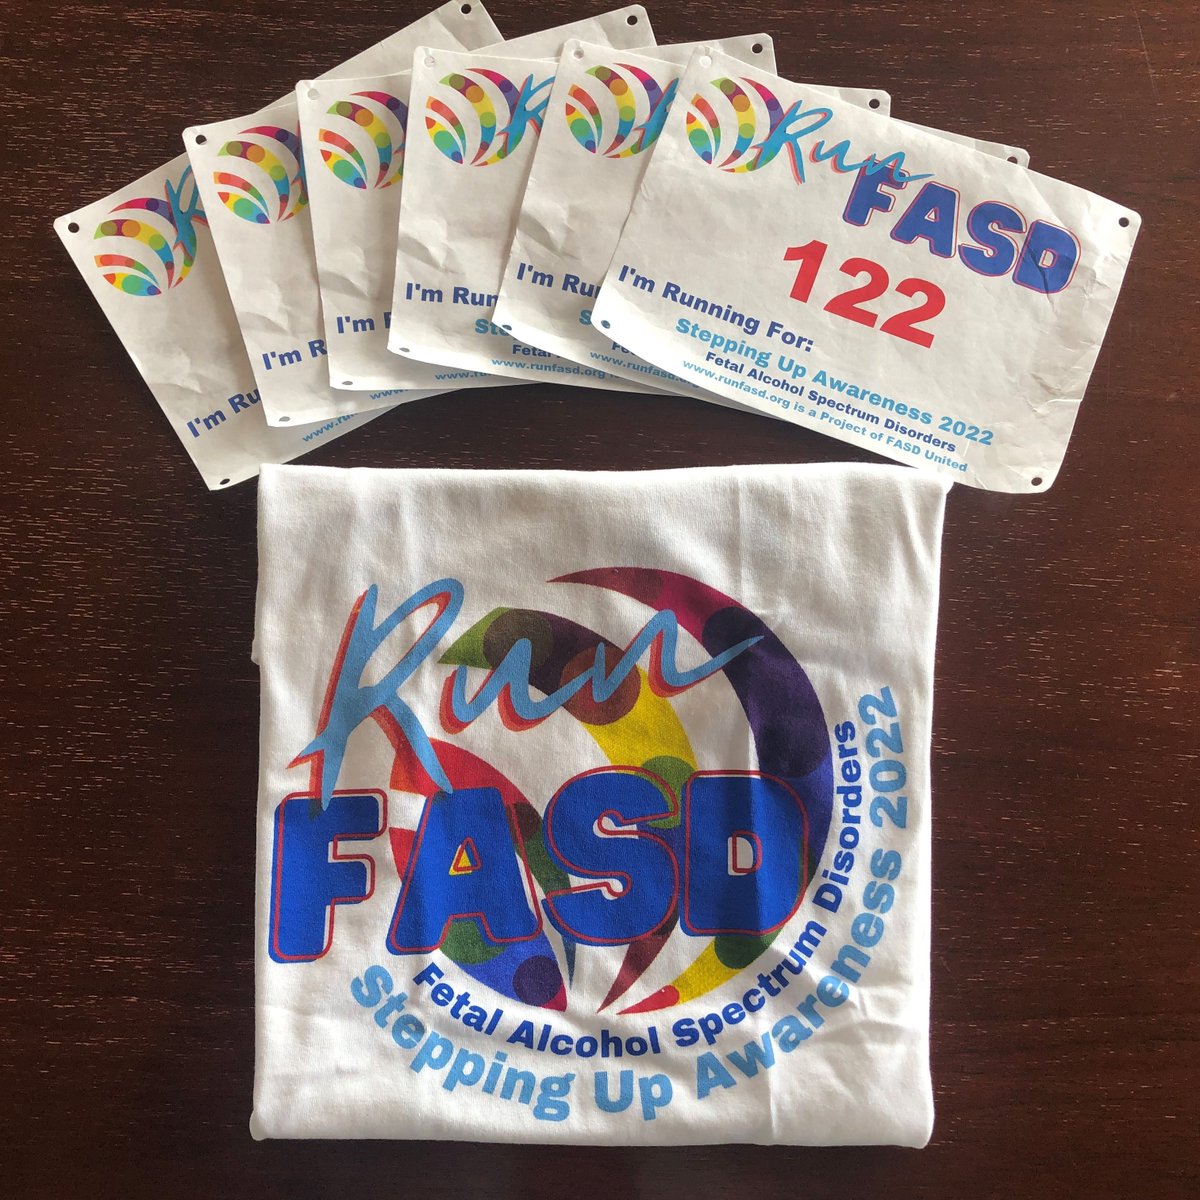 Run
FASD
122
I'm Running For:
Stepping Up Awareness 2022
Fetal Alcohol Spectrum Disorders
www.runfasd.org is a Project of FASD United
I'm
I'm
I'm
I'm
I'm
Run
FASD
Fetal Alcohol Spectrum Disorders
Stepping Up Awareness 2022